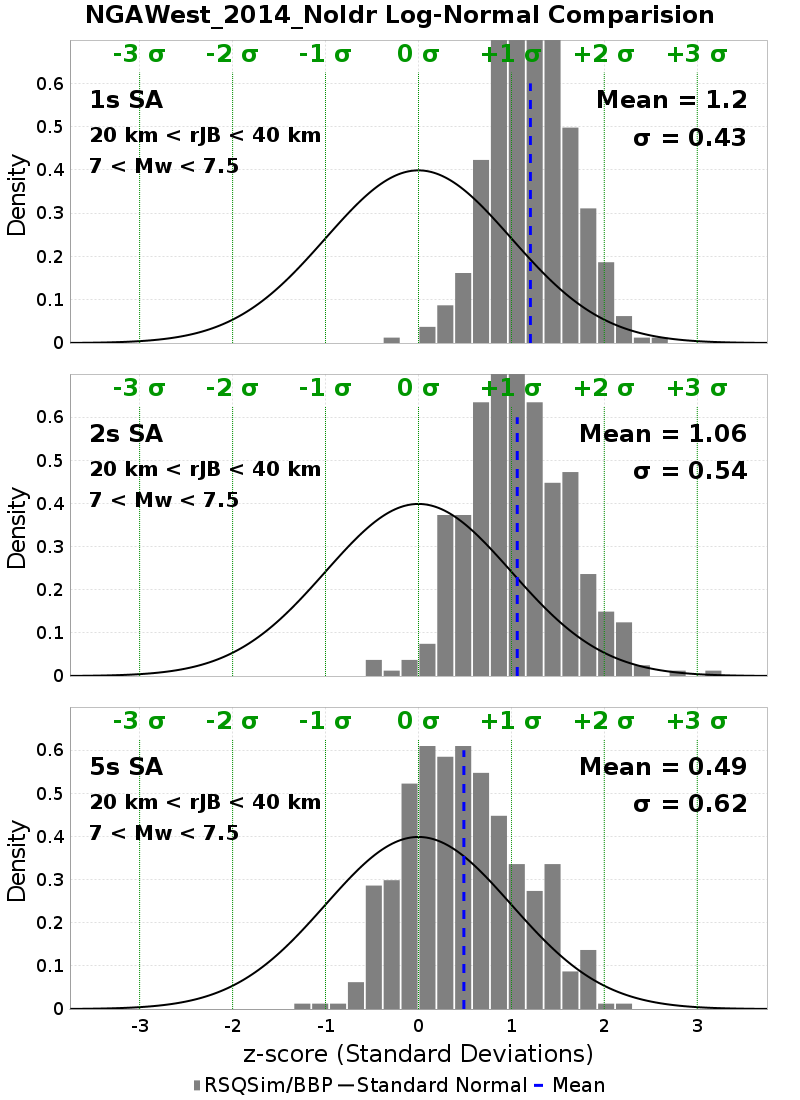 NGAWest_2014_NoIdr Log-Normal Comparision
-3 σ -2 σ -1 σ 0 σ +1 σ +2 σ +3 σ
1s SA
Mean = 1.2
20 km < rJB < 40 km
σ = 0.43
7 < Mw < 7.5
Density
0.6
0.5
0.4
0.3
0.2
0.1
0
-3 σ -2 σ -1 σ 0 σ +1 σ +2 σ +3 σ
2s SA
Mean = 1.06
20 km < rJB < 40 km
σ = 0.54
7 < Mw < 7.5
Density
0.6
0.5
0.4
0.3
0.2
0.1
0
-3 σ -2 σ -1 σ 0 σ +1 σ +2 σ +3 σ
5s SA
Mean = 0.49
20 km < rJB < 40 km
σ = 0.62
7 < Mw < 7.5
Density
0.6
0.5
0.4
0.3
0.2
0.1
0
-3 -2 -1 0 1 2 3
z-score (Standard Deviations)
RSQSim/BBP Standard Normal Mean